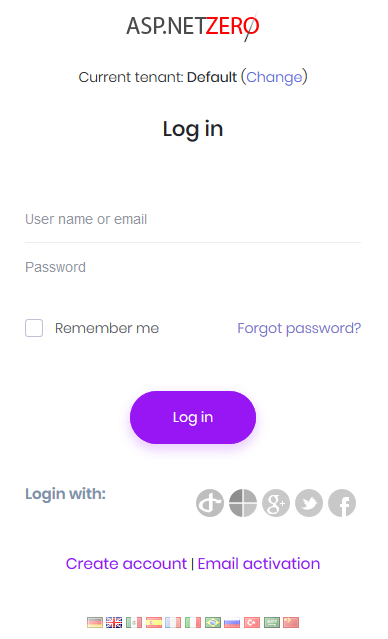 ASP.NETZERO
Current tenant: Default (Change)
Log in
User name or email
Password
Remember me
Forgot password?
Log in
Login with:
Create account | Email activation